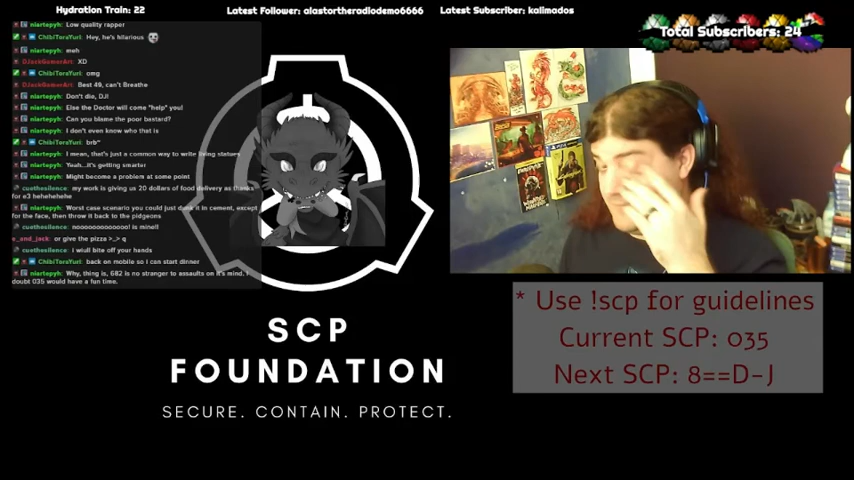 Hydration Train: 22
Latest Follower: alastortheradiodemo6666
Latest Subscriber: kalimados
Total Subscribers: 24
niartepyh: Low quality rapper
ChibiTeraYuri: Hey, he's hilarious
niartepyh: meh
DJackGamerArt: XD
ChibiTeraYuri: omg
DJackGamerArt: Best 49, can't Breathe
niartepyh: Don't die, DJ!
niartepyh: Else the Doctor will come "help" you!
niartepyh: Can you blame the poor bastard?
niartepyh: I don't even know who that is
ChibiTeraYuri: brb"
niartepyh: I mean, that's just a common way to write living statues
niartepyh: Yeah...it's getting smarter
niartepyh: Might become a problem at some point
cuethesilence: my work is giving us 20 dollars of food delivery as thanks
for e3 hehehehehe
niartepyh: Worst case scenario you could just dunk it in cement, except
for the face, then throw it back to the pidgeons
cuethesilence: noooooooooooo! is mine!!
e_and_jack: or give the pizza >_> q
cuethesilence: i wiull bite off your hands
ChibiTeraYuri: back on mobile so I can start dinner
niartepyh: Why, thing is, 682 is no stranger to assaults on it's mind. I
doubt 035 would have a fun time.
SCP
FOUNDATION
SECURE. CONTAIN. PROTECT.
* Use !scp for guidelines
Current SCP: 035
Next SCP: 8==D-J